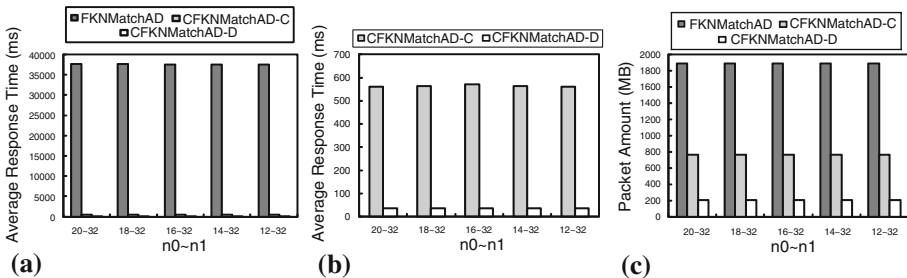 FKNMatchAD CFKNMatchAD-C
CFKNMatchAD-D
Average Response Time (ms)
40000
35000
30000
25000
20000
15000
10000
5000
0
20~32 18~32 16~32 14~32 12~32
n0~n1
(a)
CFKNMatchAD-C CFKNMatchAD-D
Average Response Time (ms)
700
600
500
400
300
200
100
0
20~32 18~32 16~32 14~32 12~32
n0~n1
(b)
FKNMatchAD CFKNMatchAD-C
CFKNMatchAD-D
Packet Amount (MB)
2000
1800
1600
1400
1200
1000
800
600
400
200
0
20~32 18~32 16~32 14~32 12~32
n0~n1
(c)